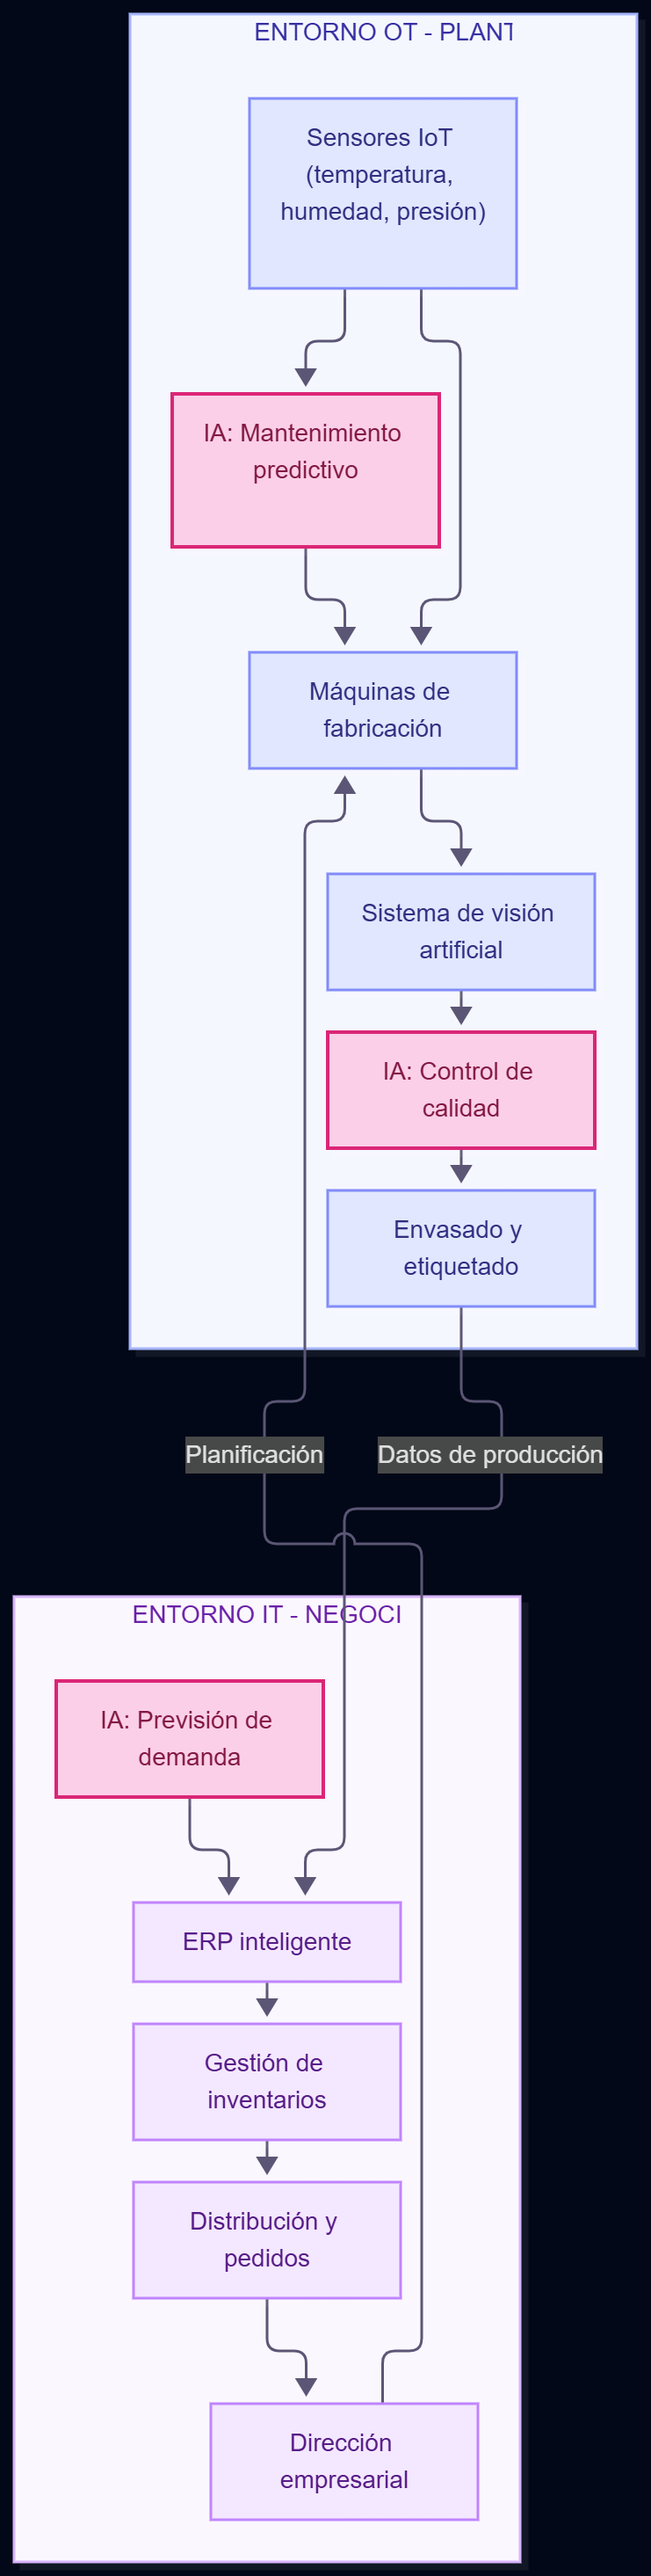 ENTORNO OT - PLANT
Sensores IoT
(temperatura,
humedad, presión)
IA: Mantenimiento
predictivo
Máquinas de
fabricación
Sistema de visión
artificial
IA: Control de
calidad
Envasado y
etiquetado
Planificación
Datos de producción
ENTORNO IT - NEGOCI
IA: Previsión de
demanda
ERP inteligente
Gestión de
inventarios
Distribución y
pedidos
Dirección
empresarial